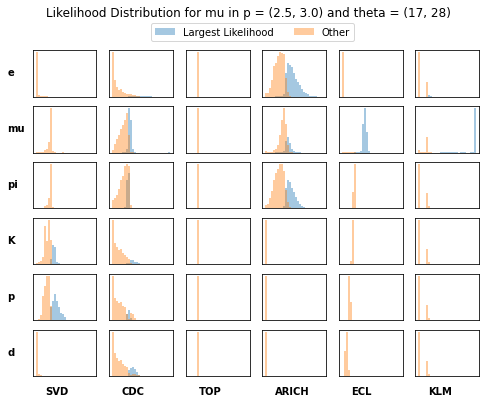 Likelihood Distribution for mu in p = (2.5, 3.0) and theta = (17, 28)
Largest Likelihood Other
e
mu
pi
K
p
d
SVD CDC TOP ARICH ECL KLM